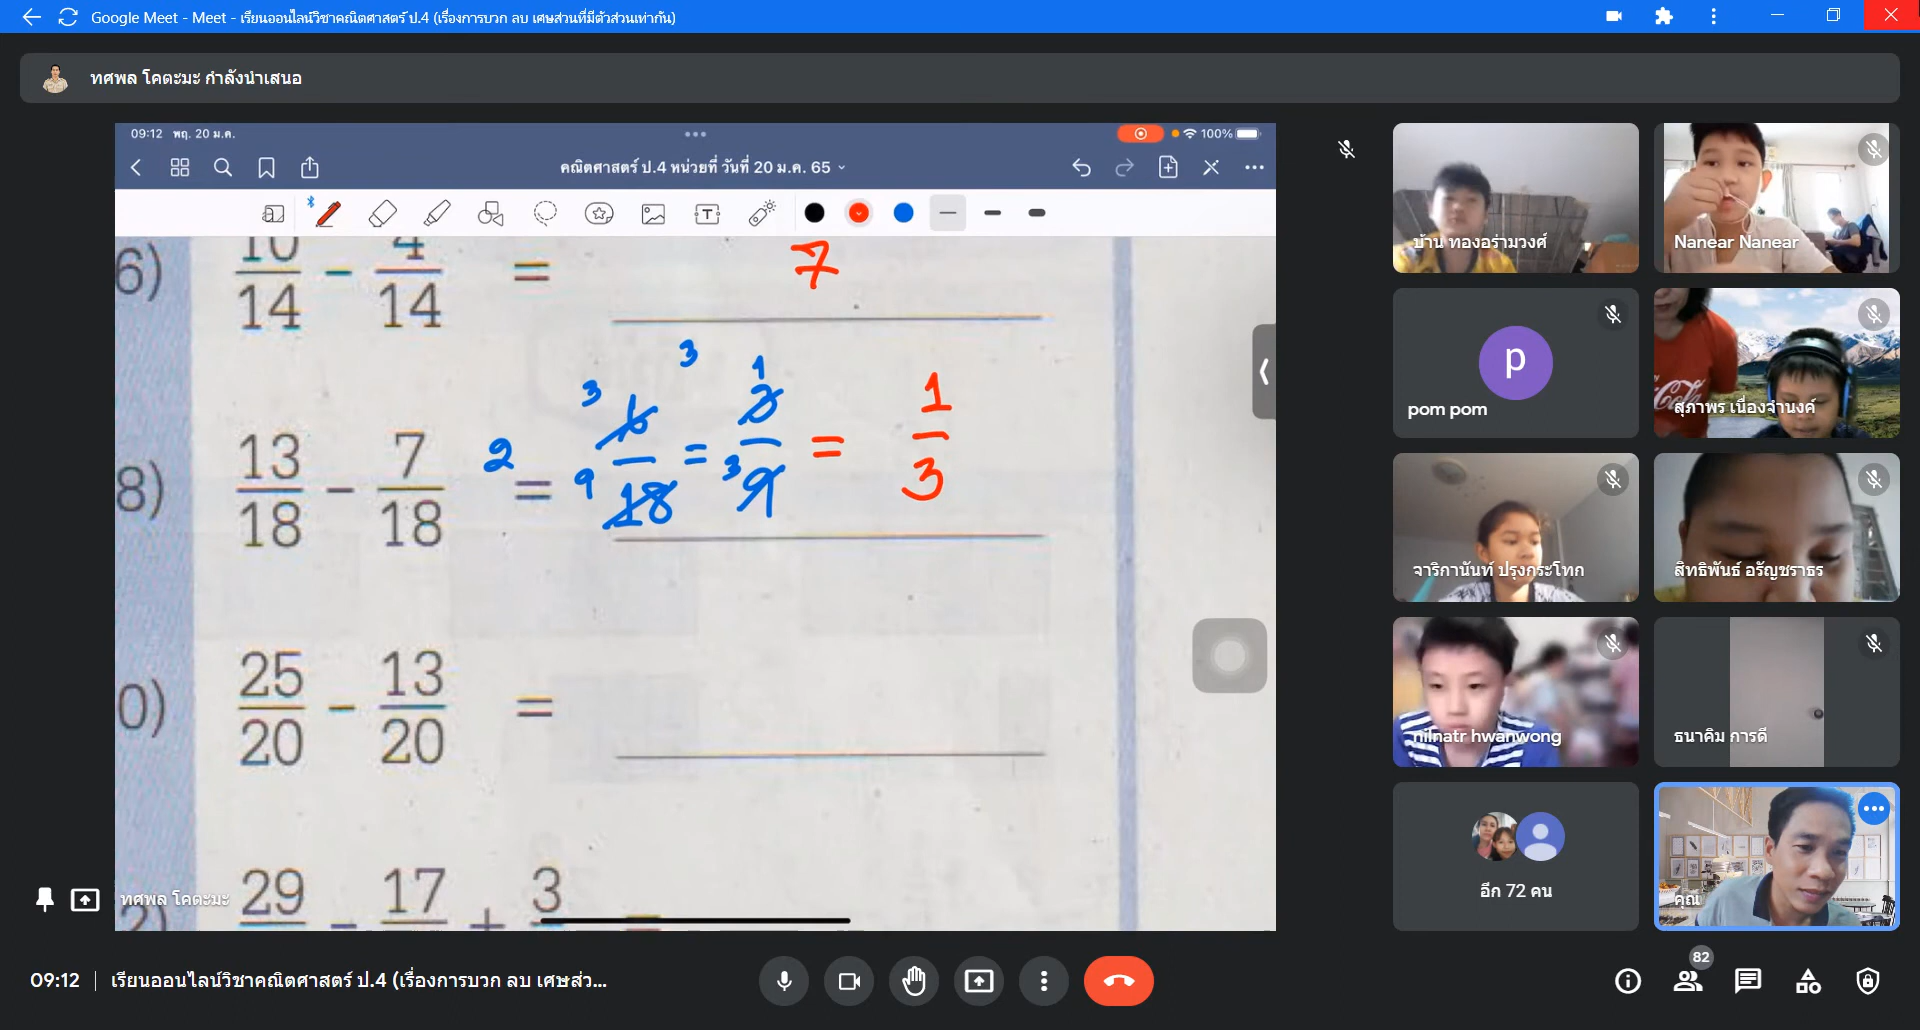 Google Meet - Meet - เรียนออนไลน์วิชาคณิตศาสตร์ ป.4 (เรื่องการบวก ลบ เศษส่วนที่มีตัวส่วนเท่ากัน)
ทศพล โคตะมะ กำลังนำเสนอ
09:12 พฤ. 20 ม.ค.
100%
คณิตศาสตร์ ป.4 หน่วยที่ วันที่ 20 ม.ค. 65
6) 10/14 - 4/14 = 7
8) 13/18 - 7/18 = 6/18 = 3/9 = 1/3
2 3 9 3 1 3
0) 25/20 - 13/20 =
2) 29 - 17 + 3 =
ทศพล โคตะมะ
บ้าน ทองอร่ามวงศ์
Nanear Nanear
p
pom pom
สุภาพร เนื่องจำนงค์
จาริกานันท์ ปรุงกระโทก
สิทธิพันธ์ อรัญชราธร
nilnatr hwanwong
ธนาคิม การดี
อีก 72 คน
คุณ
09:12 | เรียนออนไลน์วิชาคณิตศาสตร์ ป.4 (เรื่องการบวก ลบ เศษส่ว...
82